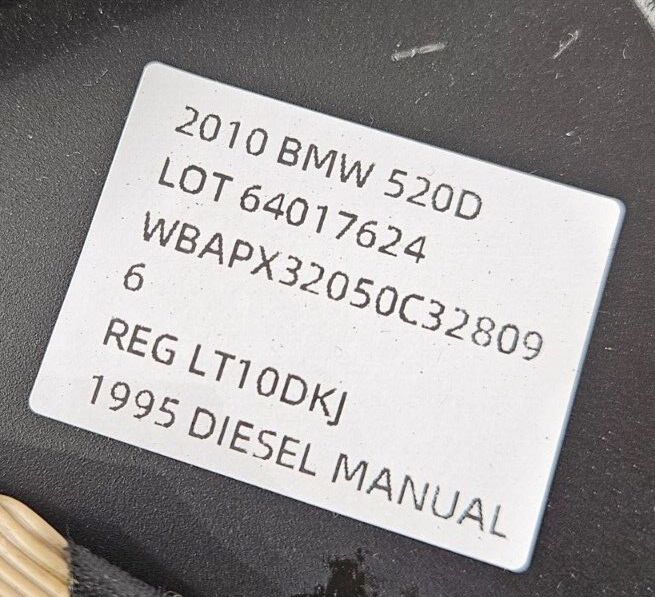 2010 BMW 520D
LOT 64017624
WBAPX32050C32809
6
REG LT10DKJ
1995 DIESEL MANUAL